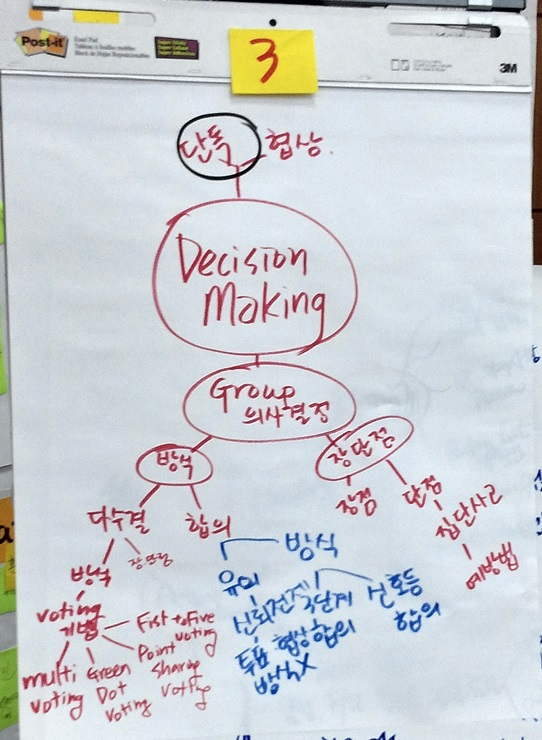 Post-it
Super Sticky
3M
3
단독 협상.
Decision
Making
Group
의사결정
방식
장단점
다수결
합의
장점
단점
집단사고
예방법
방식
장단점
voting
기법
multi
voting
Green
Dot
voting
Point
Sharing
voting
Fist to Five
voting
방식
유의
신뢰전제
투표
방식X
3단계
협상합의
신호등
합의